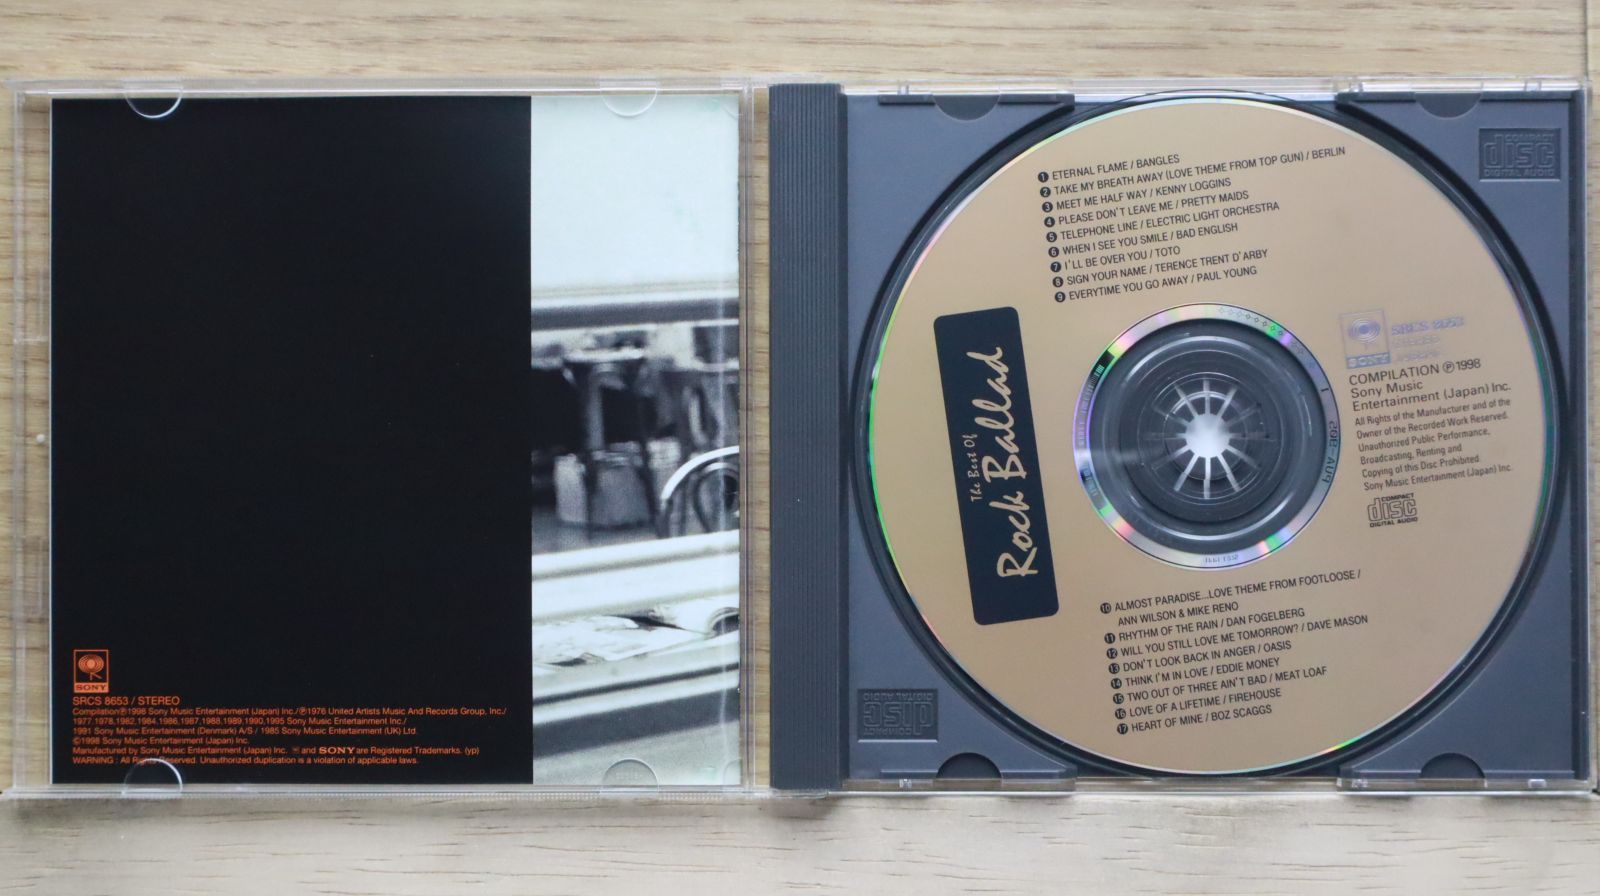 SONY
SRCS 8653 / STEREO
Compilation Ⓟ1998 Sony Music Entertainment (Japan) Inc./Ⓟ1976 United Artists Music And Records Group, Inc./
1977,1978,1982,1984,1986,1987,1988,1989,1990,1995 Sony Music Entertainment Inc./
1991 Sony Music Entertainment (Denmark) A/S / 1985 Sony Music Entertainment (UK) Ltd.
©1998 Sony Music Entertainment (Japan) Inc.
Manufactured by Sony Music Entertainment (Japan) Inc. and SONY are Registered Trademarks. (yp)
WARNING : All Rights Reserved. Unauthorized duplication is a violation of applicable laws.
COMPACT
disc
DIGITAL AUDIO
1 ETERNAL FLAME / BANGLES
2 TAKE MY BREATH AWAY (LOVE THEME FROM TOP GUN) / BERLIN
3 MEET ME HALF WAY / KENNY LOGGINS
4 PLEASE DON'T LEAVE ME / PRETTY MAIDS
5 TELEPHONE LINE / ELECTRIC LIGHT ORCHESTRA
6 WHEN I SEE YOU SMILE / BAD ENGLISH
7 I'LL BE OVER YOU / TOTO
8 SIGN YOUR NAME / TERENCE TRENT D'ARBY
9 EVERYTIME YOU GO AWAY / PAUL YOUNG
The Best Of
Rock Ballad
SONY
SRCS 8653
COMPILATION Ⓟ1998
Sony Music
Entertainment (Japan) Inc.
All Rights of the Manufacturer and of the
Owner of the Recorded Work Reserved.
Unauthorized Public Performance,
Broadcasting, Renting and
Copying of this Disc Prohibited.
Sony Music Entertainment (Japan) Inc.
COMPACT
disc
DIGITAL AUDIO
10 ALMOST PARADISE...LOVE THEME FROM FOOTLOOSE /
ANN WILSON & MIKE RENO
11 RHYTHM OF THE RAIN / DAN FOGELBERG
12 WILL YOU STILL LOVE ME TOMORROW? / DAVE MASON
13 DON'T LOOK BACK IN ANGER / OASIS
14 THINK I'M IN LOVE / EDDIE MONEY
15 TWO OUT OF THREE AIN'T BAD / MEAT LOAF
16 LOVE OF A LIFETIME / FIREHOUSE
17 HEART OF MINE / BOZ SCAGGS
COMPACT
disc
DIGITAL AUDIO